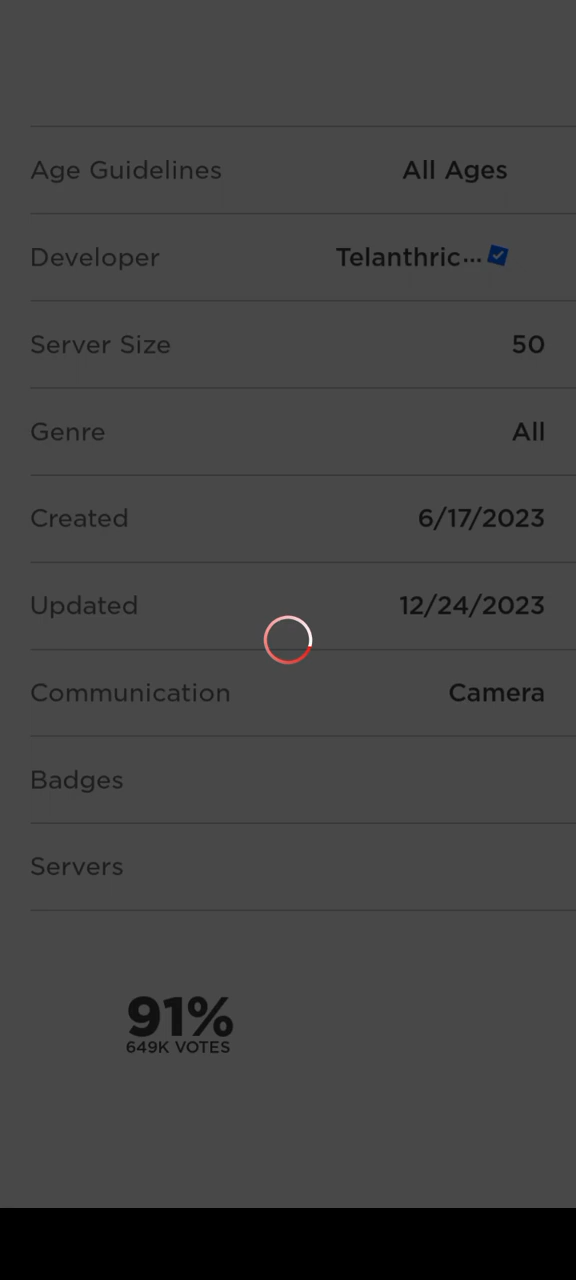 Age Guidelines All Ages
Developer Telanthric...
Server Size 50
Genre All
Created 6/17/2023
Updated 12/24/2023
Communication Camera
Badges
Servers
91%
649K VOTES